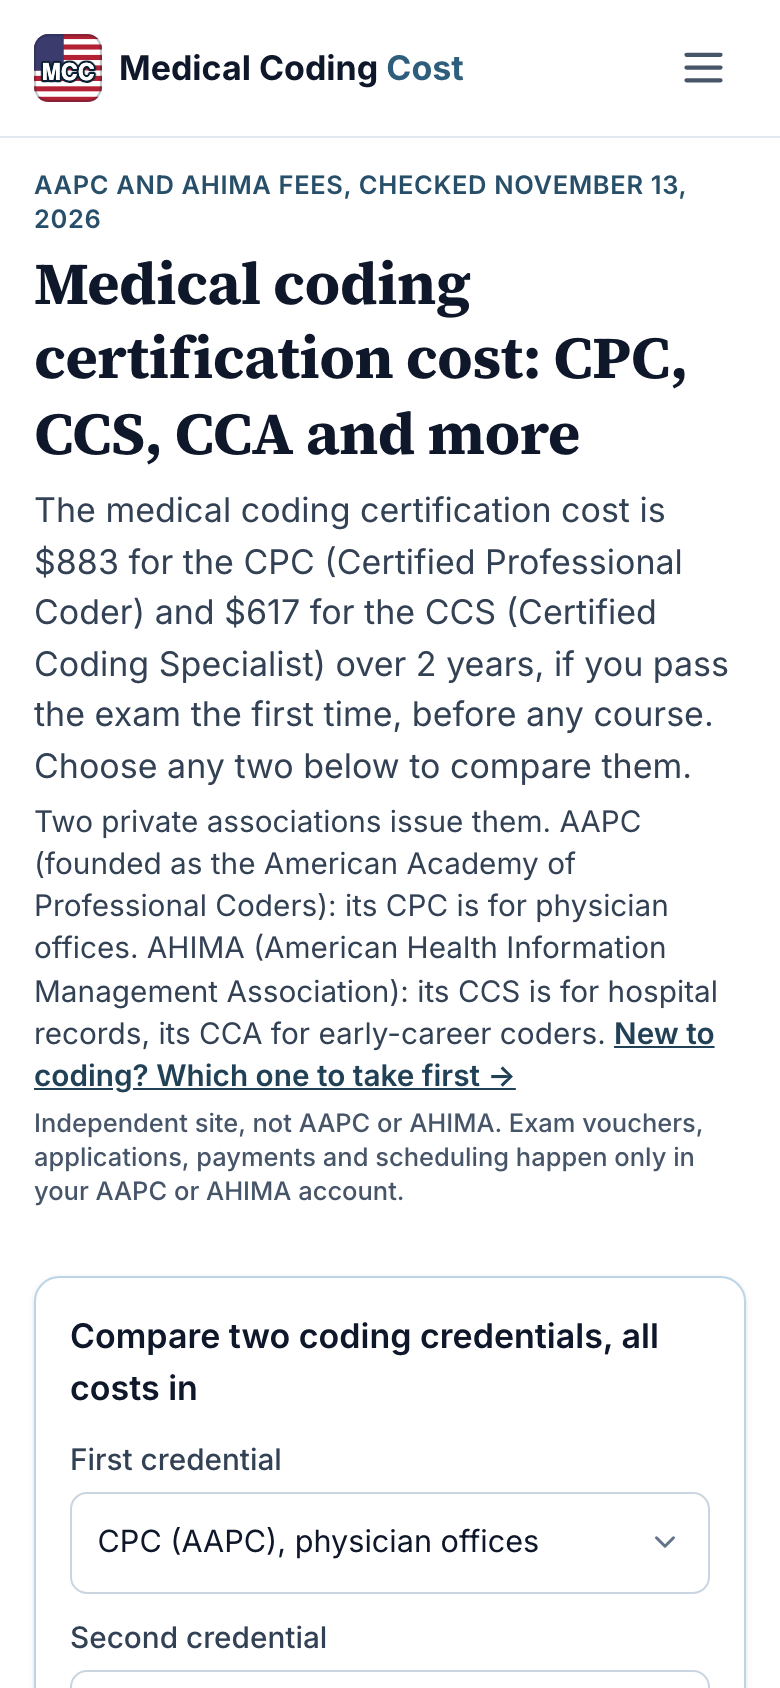 MCC
Medical Coding Cost
AAPC AND AHIMA FEES, CHECKED NOVEMBER 13,
2026
Medical coding
certification cost: CPC,
CCS, CCA and more
The medical coding certification cost is
$883 for the CPC (Certified Professional
Coder) and $617 for the CCS (Certified
Coding Specialist) over 2 years, if you pass
the exam the first time, before any course.
Choose any two below to compare them.
Two private associations issue them. AAPC
(founded as the American Academy of
Professional Coders): its CPC is for physician
offices. AHIMA (American Health Information
Management Association): its CCS is for hospital
records, its CCA for early-career coders. New to
coding? Which one to take first →
Independent site, not AAPC or AHIMA. Exam vouchers,
applications, payments and scheduling happen only in
your AAPC or AHIMA account.
Compare two coding credentials, all
costs in
First credential
CPC (AAPC), physician offices
Second credential